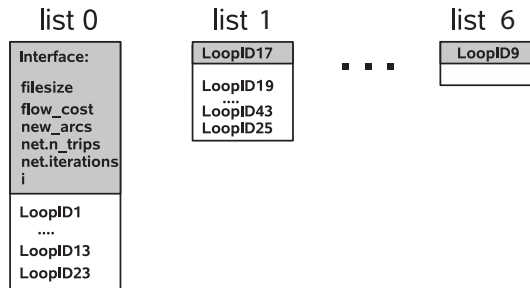 list 0
Interface:
filesize
flow_cost
new_arcs
net.n_trips
net.iterations
i
LoopID1
....
LoopID13
LoopID23
list 1
LoopID17
LoopID19
....
LoopID43
LoopID25
...
list 6
LoopID9